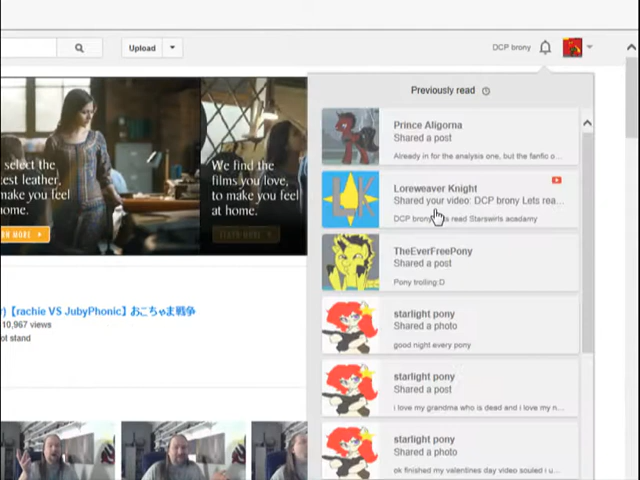 Upload
DCP brony
Previously read
Prince Aligorna
Shared a post
Already in for the analysis one, but the fanfic o...
Loreweaver Knight
Shared your video: DCP brony Lets rea...
DCP brony read Starswirls acadamy
TheEverFreePony
Shared a post
Pony trolling:D
starlight pony
Shared a photo
good night every pony
starlight pony
Shared a post
i love my grandma who is dead and i love my n...
starlight pony
Shared a photo
ok finished my valentines day video souled i u...
select the
test leather,
make you feel
home.
MORE
We find the
films you love,
to make you feel
at home.
LEARN MORE
LK
r)【rachie VS JubyPhonic】おこちゃま戦争
10,967 views
ot stand